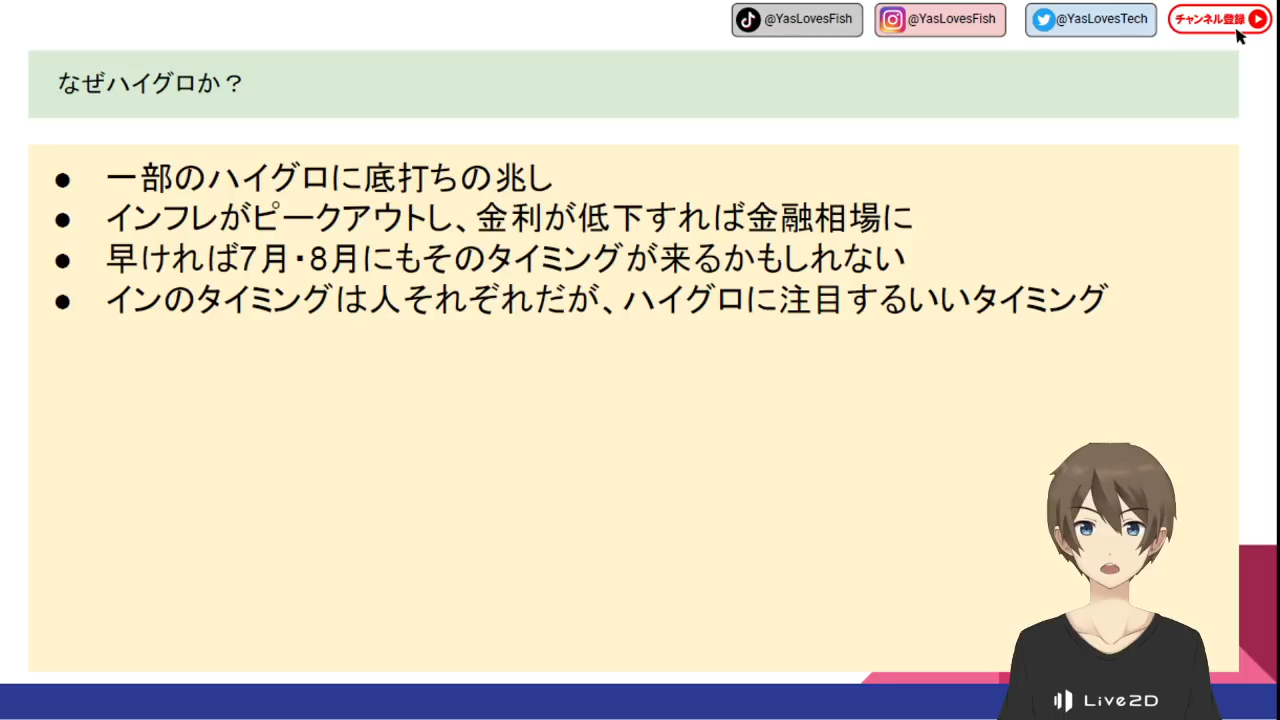 @YasLovesFish
@YasLovesFish
@YasLovesTech
チャンネル登録
なぜハイグロか？
● 一部のハイグロに底打ちの兆し
● インフレがピークアウトし、金利が低下すれば金融相場に
● 早ければ7月・8月にもそのタイミングが来るかもしれない
● インのタイミングは人それぞれだが、ハイグロに注目するいいタイミング
Live2D